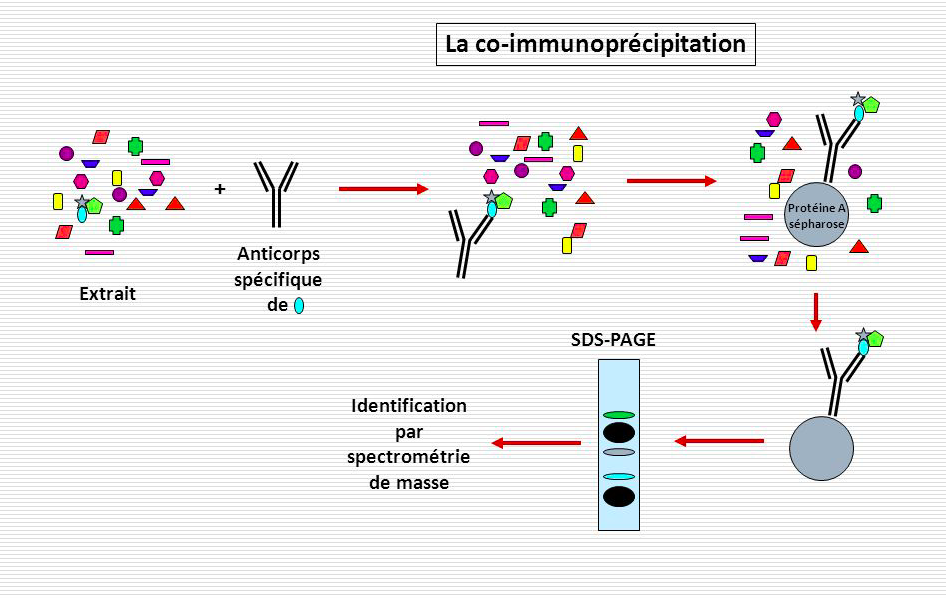 La co-immunoprécipitation
+
Protéine A
sépharose
Anticorps
spécifique
de
Extrait
SDS-PAGE
Identification
par
spectrométrie
de masse